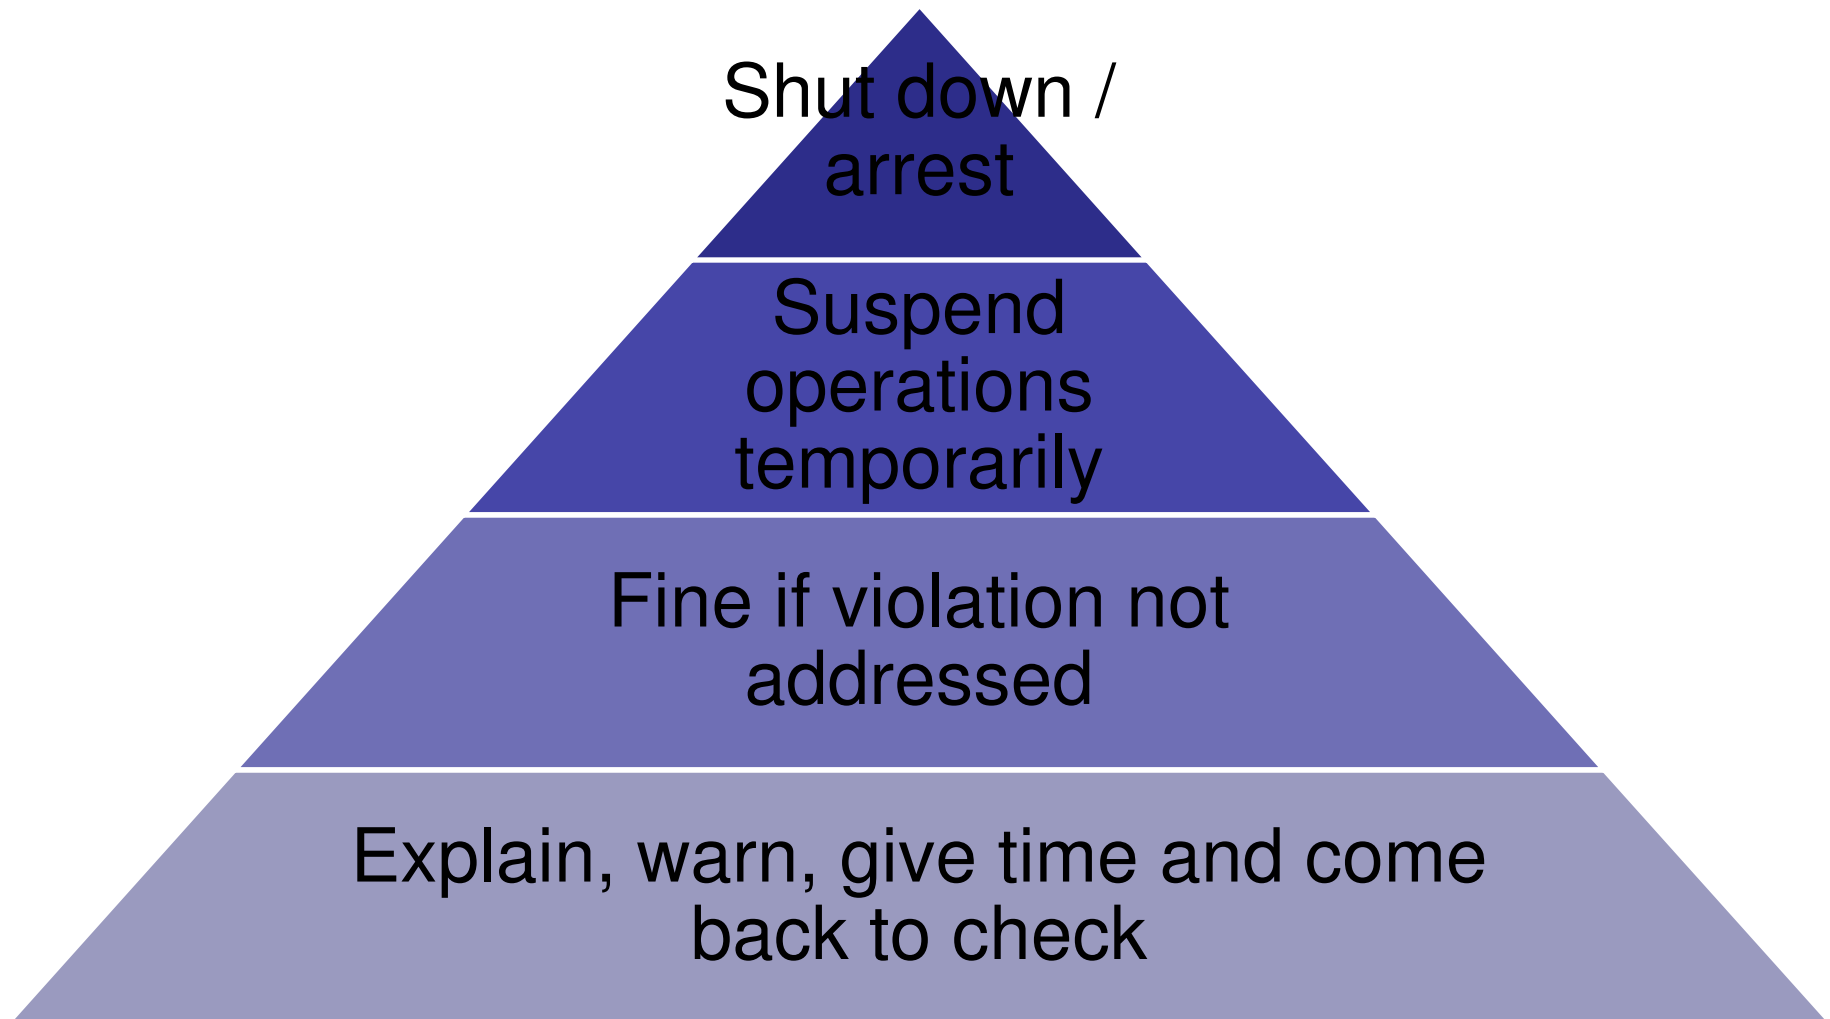 Shut down /
arrest
Suspend
operations
temporarily
Fine if violation not
addressed
Explain, warn, give time and come
back to check